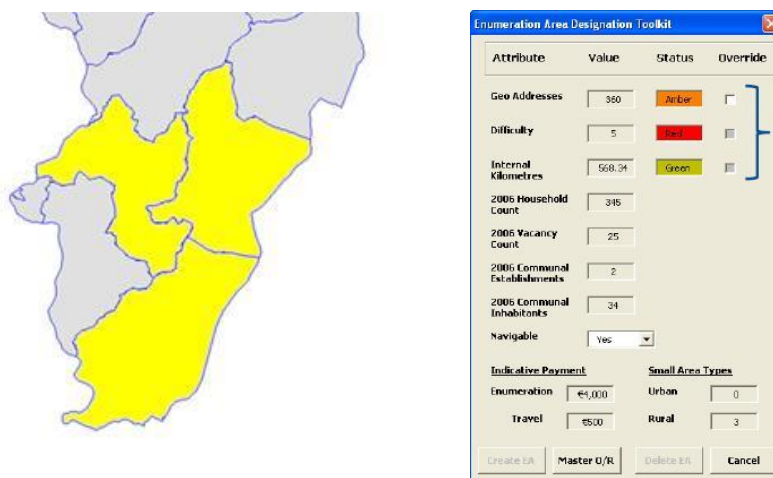 Enumeration Area Designation Toolkit
Attribute Value Status Override
Geo Addresses 360 Amber
Difficulty 5 Red
Internal
Kilometres 568.34 Green
2006 Household
Count 345
2006 Vacancy
Count 25
2006 Communal
Establishments 2
2006 Communal
Inhabitants 34
Navigable Yes
Indicative Payment Small Area Types
Enumeration €4,000 Urban 0
Travel €500 Rural 3
Create EA Master O/R Delete EA Cancel